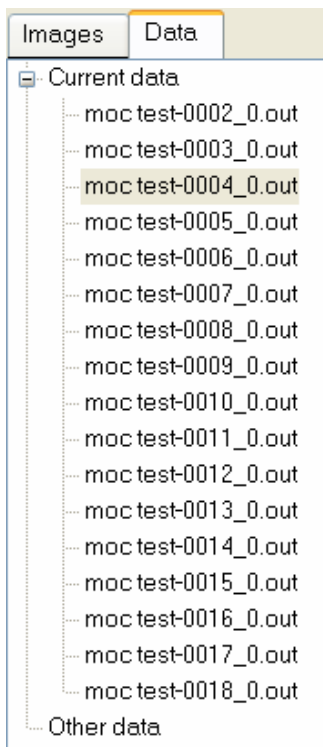 Images Data
Current data
moc test-0002_0.out
moc test-0003_0.out
moc test-0004_0.out
moc test-0005_0.out
moc test-0006_0.out
moc test-0007_0.out
moc test-0008_0.out
moc test-0009_0.out
moc test-0010_0.out
moc test-0011_0.out
moc test-0012_0.out
moc test-0013_0.out
moc test-0014_0.out
moc test-0015_0.out
moc test-0016_0.out
moc test-0017_0.out
moc test-0018_0.out
Other data